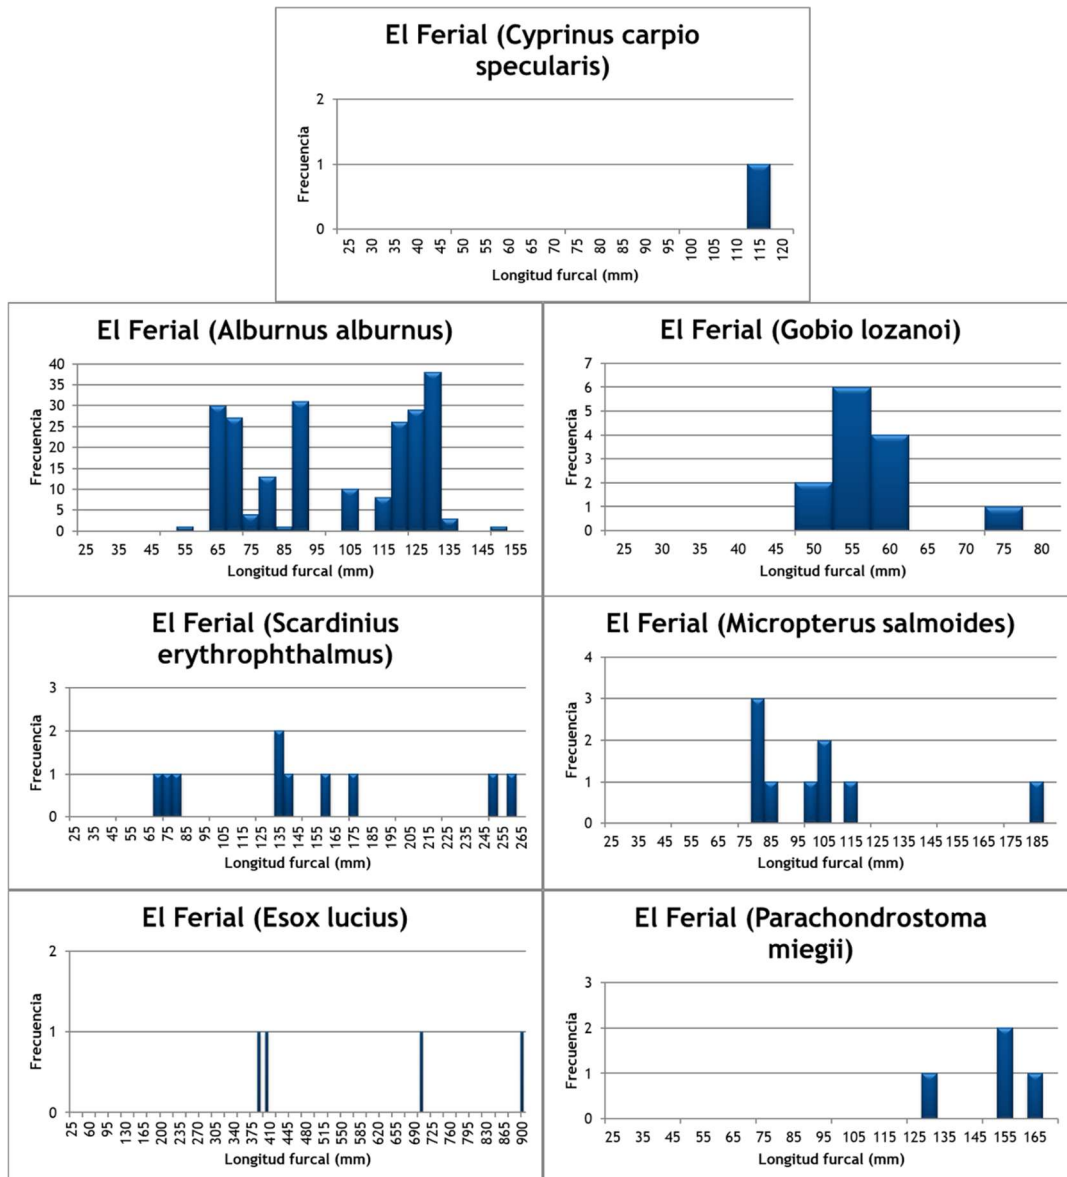 El Ferial (Cyprinus carpio
specularis)
2
1
0
Frecuencia
25 30 35 40 45 50 55 60 65 70 75 80 85 90 95 100 105 110 115 120
Longitud furcal (mm)
El Ferial (Alburnus alburnus)
40
35
30
25
20
15
10
5
0
Frecuencia
25 35 45 55 65 75 85 95 105 115 125 135 145 155
Longitud furcal (mm)
El Ferial (Gobio lozanoi)
7
6
5
4
3
2
1
0
Frecuencia
25 30 35 40 45 50 55 60 65 70 75 80
Longitud furcal (mm)
El Ferial (Scardinius
erythrophthalmus)
3
2
1
0
Frecuencia
25 35 45 55 65 75 85 95 105 115 125 135 145 155 165 175 185 195 205 215 225 235 245 255 265
Longitud furcal (mm)
El Ferial (Micropterus salmoides)
4
3
2
1
0
Frecuencia
25 35 45 55 65 75 85 95 105 115 125 135 145 155 165 175 185
Longitud furcal (mm)
El Ferial (Esox lucius)
2
1
0
Frecuencia
25 60 95 130 165 200 235 270 305 340 375 410 445 480 515 550 585 620 655 690 725 760 795 830 865 900
Longitud furcal (mm)
El Ferial (Parachondrostoma
miegii)
3
2
1
0
Frecuencia
25 35 45 55 65 75 85 95 105 115 125 135 145 155 165
Longitud furcal (mm)